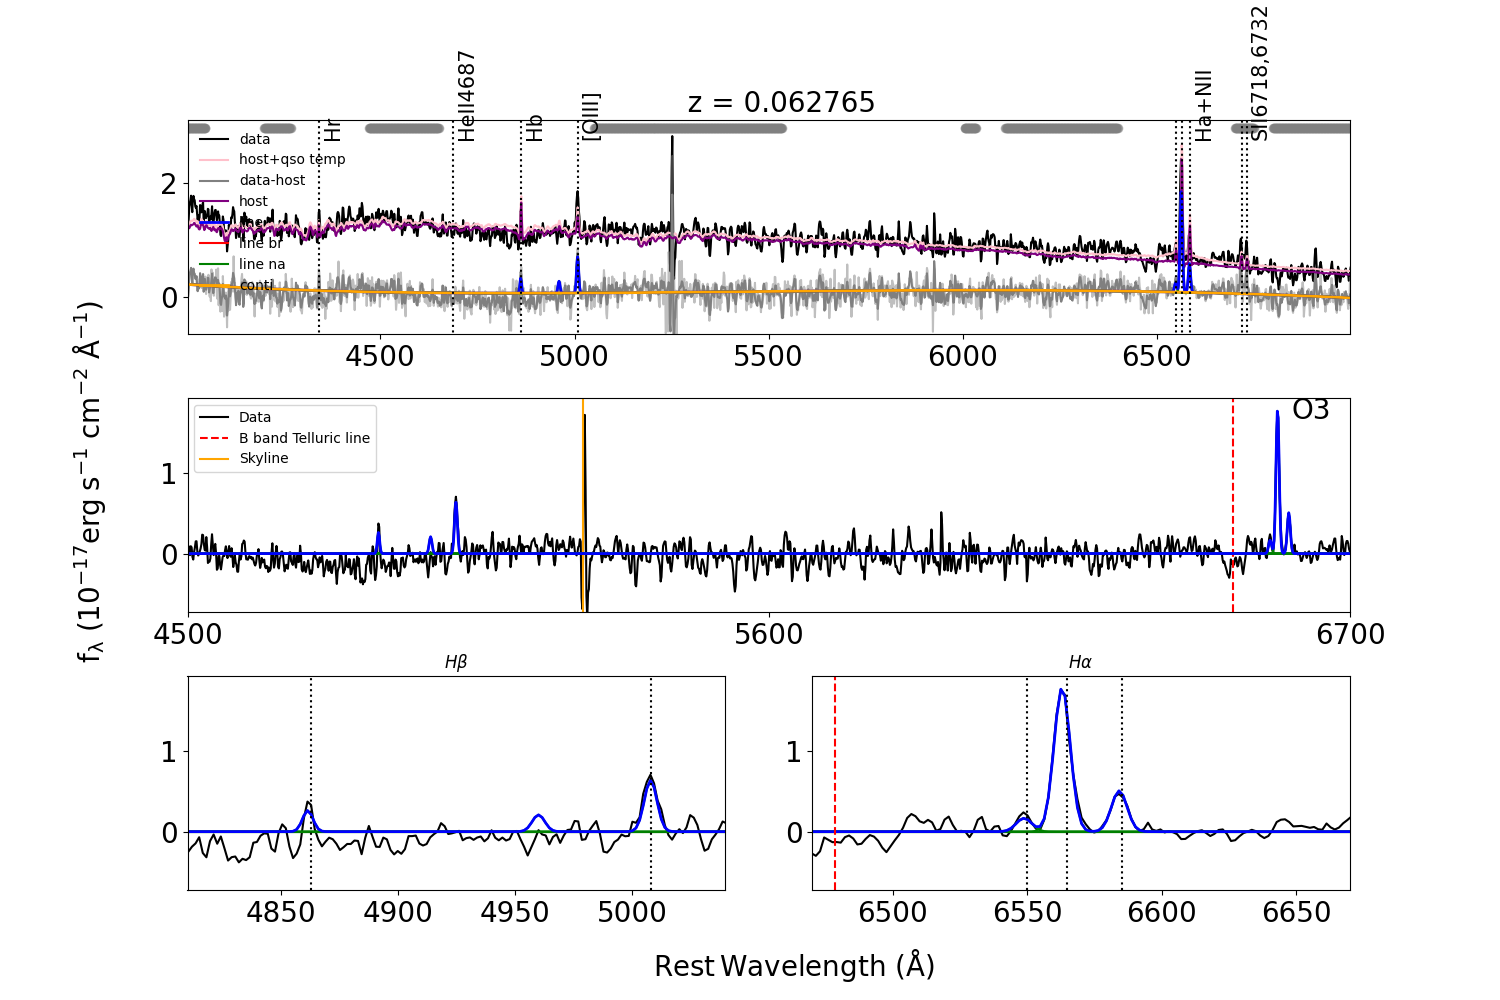 HeII4687
SII6718,6732
Ha+NII
[OIII]
Hb
Hr
z = 0.062765
data
host+qso temp
data-host
host
line
line br
line na
conti
2
0
4500 5000 5500 6000 6500
fλ (10⁻¹⁷erg s⁻¹ cm⁻² Å⁻¹)
Data
B band Telluric line
Skyline
O3
1
0
4500 5600 6700
Hβ
Hα
1
0
1
0
4850 4900 4950 5000
6500 6550 6600 6650
Rest Wavelength (Å)